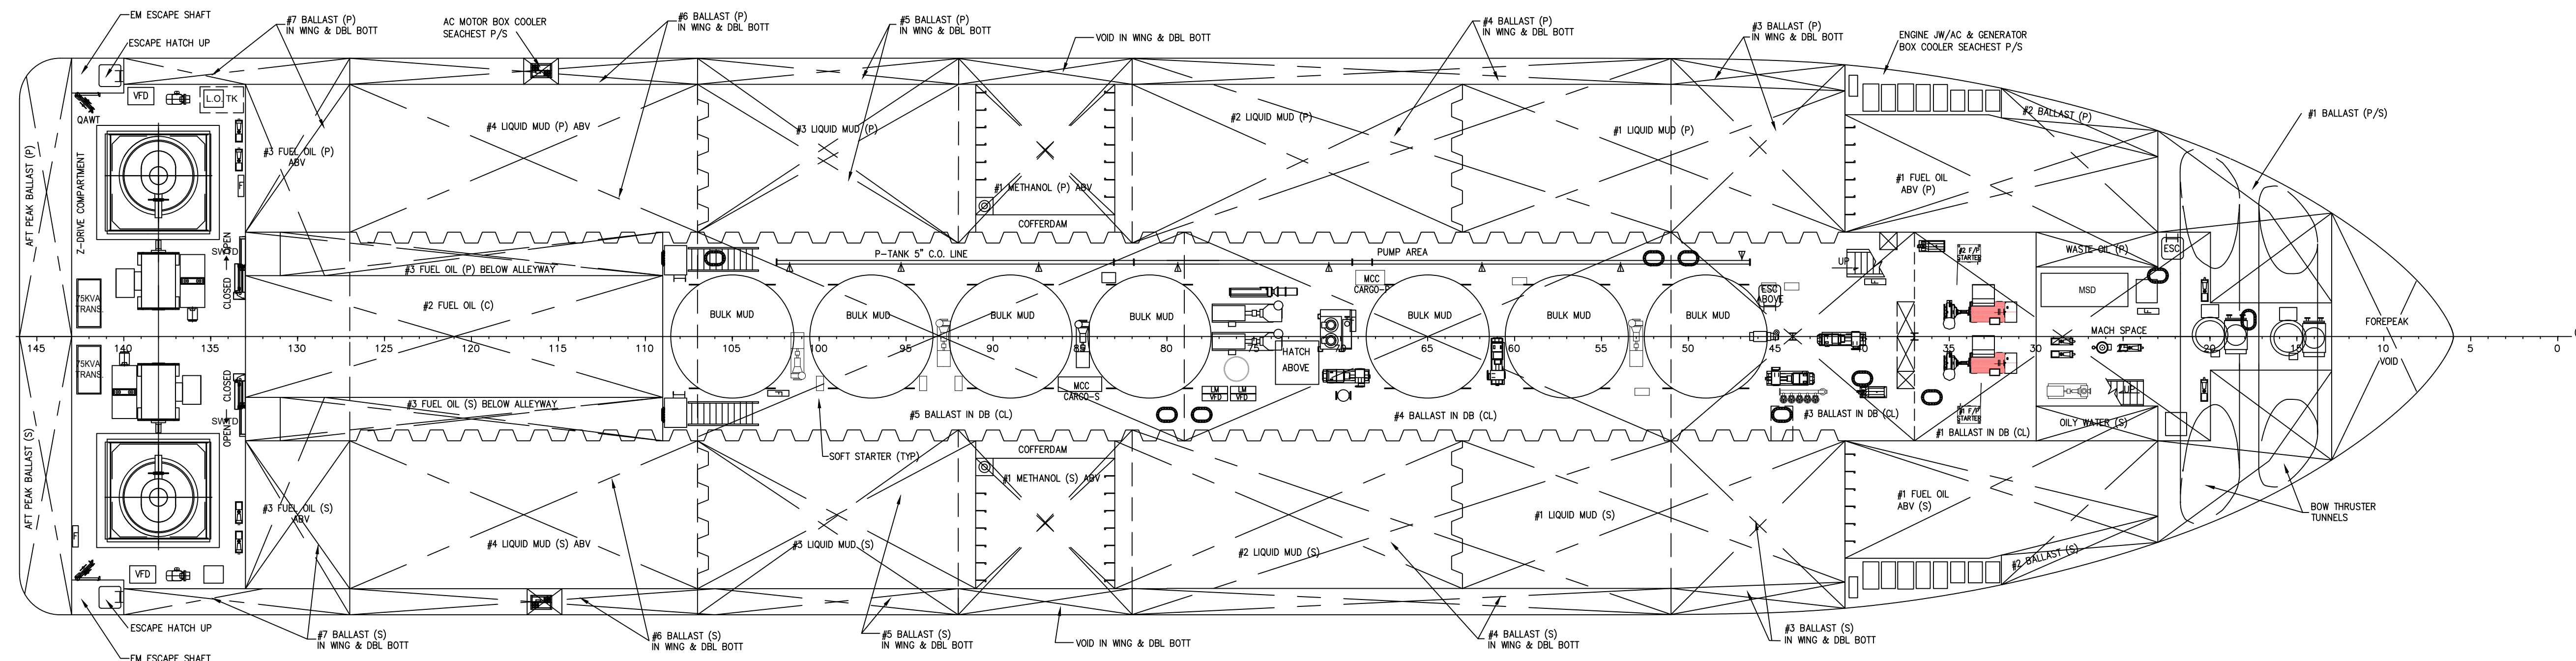 EM ESCAPE SHAFT
ESCAPE HATCH UP
#7 BALLAST (P)
IN WING & DBL BOTT
AC MOTOR BOX COOLER
SEACHEST P/S
#6 BALLAST (P)
IN WING & DBL BOTT
#5 BALLAST (P)
IN WING & DBL BOTT
VOID IN WING & DBL BOTT
#4 BALLAST (P)
IN WING & DBL BOTT
#3 BALLAST (P)
IN WING & DBL BOTT
ENGINE JW/AC & GENERATOR
BOX COOLER SEACHEST P/S
#1 BALLAST (P/S)
VFD
L.O. TK
QAWT
#2 BALLAST (P)
#4 LIQUID MUD (P) ABV
#3 LIQUID MUD (P)
#2 LIQUID MUD (P)
#1 LIQUID MUD (P)
#3 FUEL OIL (P)
ABV
#1 METHANOL (P) ABV
#1 FUEL OIL
ABV (P)
AFT PEAK BALLAST (P)
Z-DRIVE COMPARTMENT
F
COFFERDAM
OPEN
SWTD
CLOSED
P-TANK 5" C.O. LINE
PUMP AREA
UP
#2 F/P
STARTER
WASTE OIL (P)
ESC
#3 FUEL OIL (P) BELOW ALLEYWAY
MCC
CARGO-P
F
75KVA
TRANS.
#2 FUEL OIL (C)
ESC
ABOVE
MSD
F
BULK MUD
BULK MUD
BULK MUD
BULK MUD
BULK MUD
BULK MUD
BULK MUD
FOREPEAK
MACH SPACE
145
140
135
130
125
120
115
110
105
100
95
90
85
80
75
70
65
60
55
50
45
40
35
30
25
20
15
10
5
0
VOID
75KVA
TRANS.
HATCH
ABOVE
CLOSED
SWTD
OPEN
MCC
CARGO-S
LM
VFD
LM
VFD
UP
F
#3 FUEL OIL (S) BELOW ALLEYWAY
#5 BALLAST IN DB (CL)
#4 BALLAST IN DB (CL)
#3 BALLAST IN DB (CL)
#1 F/P
STARTER
#1 BALLAST IN DB (CL)
OILY WATER (S)
AFT PEAK BALLAST (S)
COFFERDAM
SOFT STARTER (TYP)
#1 METHANOL (S) ABV
#3 FUEL OIL (S)
ABV
#1 FUEL OIL
ABV (S)
F
#4 LIQUID MUD (S) ABV
#3 LIQUID MUD (S)
#2 LIQUID MUD (S)
#1 LIQUID MUD (S)
BOW THRUSTER
TUNNELS
#2 BALLAST (S)
VFD
ESCAPE HATCH UP
EM ESCAPE SHAFT
#7 BALLAST (S)
IN WING & DBL BOTT
#6 BALLAST (S)
IN WING & DBL BOTT
#5 BALLAST (S)
IN WING & DBL BOTT
VOID IN WING & DBL BOTT
#4 BALLAST (S)
IN WING & DBL BOTT
#3 BALLAST (S)
IN WING & DBL BOTT